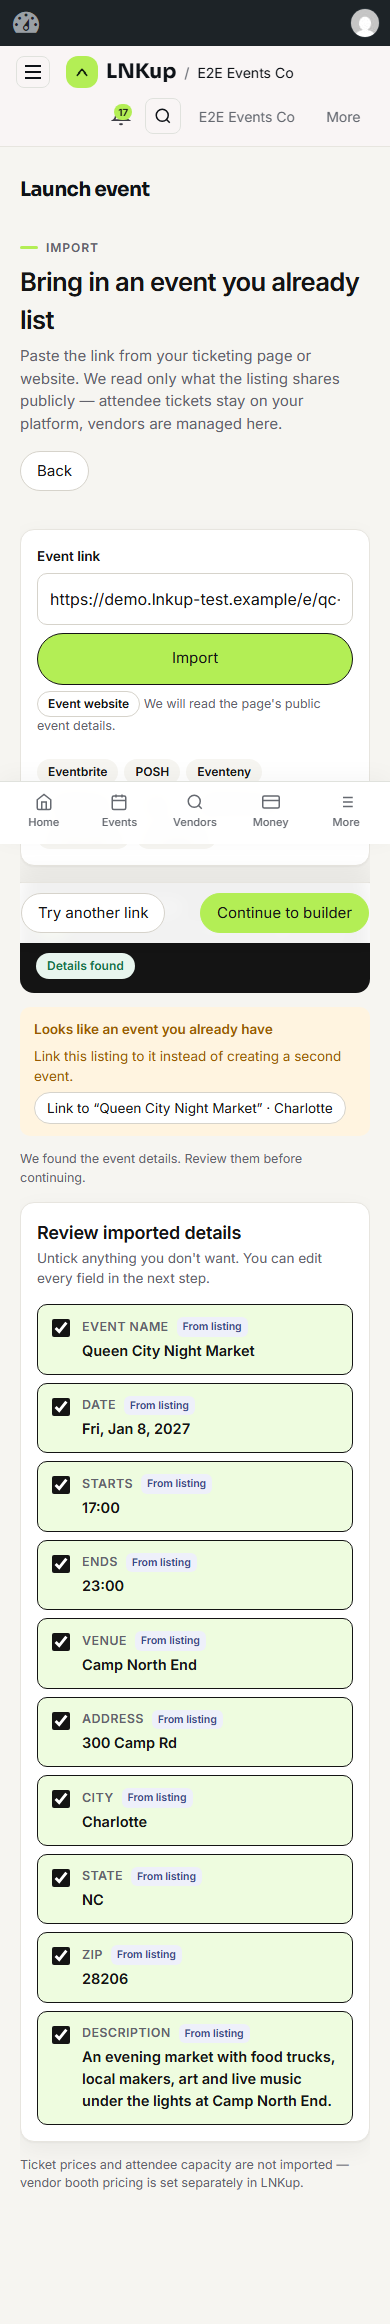 17
LNKup / E2E Events Co
E2E Events Co
More
Launch event
IMPORT
Bring in an event you already
list
Paste the link from your ticketing page or
website. We read only what the listing shares
publicly — attendee tickets stay on your
platform, vendors are managed here.
Back
Event link
https://demo.lnkup-test.example/e/qc-
Import
Event website We will read the page's public
event details.
Eventbrite POSH Eventeny
Home Events Vendors Money More
Try another link Continue to builder
Details found
Looks like an event you already have
Link this listing to it instead of creating a second
event.
Link to “Queen City Night Market” · Charlotte
We found the event details. Review them before
continuing.
Review imported details
Untick anything you don't want. You can edit
every field in the next step.
EVENT NAME From listing
Queen City Night Market
DATE From listing
Fri, Jan 8, 2027
STARTS From listing
17:00
ENDS From listing
23:00
VENUE From listing
Camp North End
ADDRESS From listing
300 Camp Rd
CITY From listing
Charlotte
STATE From listing
NC
ZIP From listing
28206
DESCRIPTION From listing
An evening market with food trucks,
local makers, art and live music
under the lights at Camp North End.
Ticket prices and attendee capacity are not imported —
vendor booth pricing is set separately in LNKup.